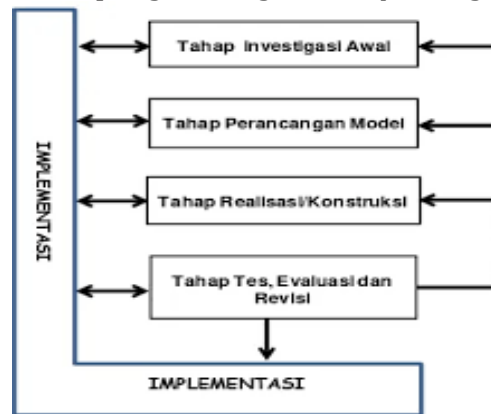 Tahap Investigasi Awal
Tahap Perancangan Model
IMPLEMENTASI
Tahap Realisasi/Konstruksi
Tahap Tes, Evaluasi dan
Revisi
IMPLEMENTASI